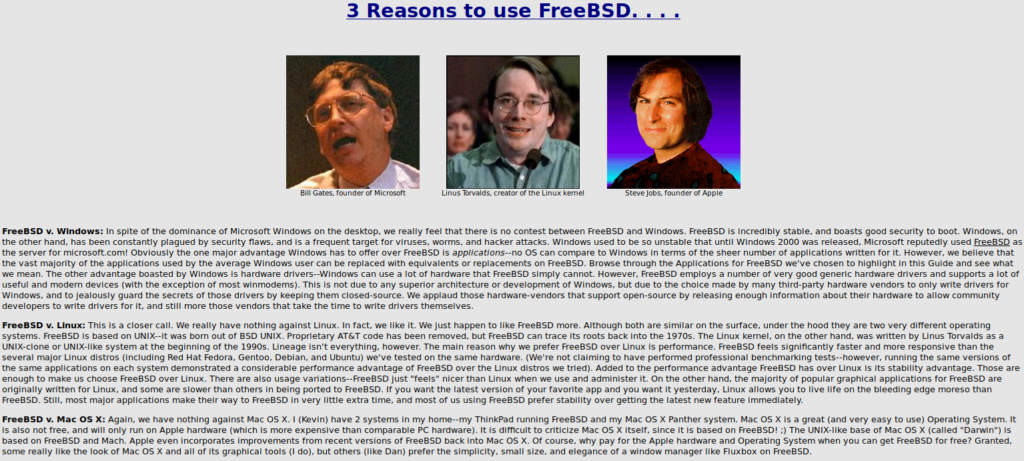 3 Reasons to use FreeBSD. . . .
Bill Gates, founder of Microsoft
Linus Torvalds, creator of the Linux kernel
Steve Jobs, founder of Apple
FreeBSD v. Windows: In spite of the dominance of Microsoft Windows on the desktop, we really feel that there is no contest between FreeBSD and Windows. FreeBSD is incredibly stable, and boasts good security to boot. Windows, on
the other hand, has been constantly plagued by security flaws, and is a frequent target for viruses, worms, and hacker attacks. Windows used to be so unstable that until Windows 2000 was released, Microsoft reputedly used FreeBSD as
the server for microsoft.com! Obviously the one major advantage Windows has to offer over FreeBSD is applications--no OS can compare to Windows in terms of the sheer number of applications written for it. However, we believe that
the vast majority of the applications used by the average Windows user can be replaced with equivalents or replacements on FreeBSD. Browse through the Applications for FreeBSD we've chosen to highlight in this Guide and see what
we mean. The other advantage boasted by Windows is hardware drivers--Windows can use a lot of hardware that FreeBSD simply cannot. However, FreeBSD employs a number of very good generic hardware drivers and supports a lot of
useful and modern devices (with the exception of most winmodems). This is not due to any superior architecture or development of Windows, but due to the choice made by many third-party hardware vendors to only write drivers for
Windows, and to jealously guard the secrets of those drivers by keeping them closed-source. We applaud those hardware-vendors that support open-source by releasing enough information about their hardware to allow community
developers to write drivers for it, and still more those vendors that take the time to write drivers themselves.
FreeBSD v. Linux: This is a closer call. We really have nothing against Linux. In fact, we like it. We just happen to like FreeBSD more. Although both are similar on the surface, under the hood they are two very different operating
systems. FreeBSD is based on UNIX--it was born out of BSD UNIX. Proprietary AT&T code has been removed, but FreeBSD can trace its roots back into the 1970s. The Linux kernel, on the other hand, was written by Linus Torvalds as a
UNIX-clone or UNIX-like system at the beginning of the 1990s. Lineage isn't everything, however. The main reason why we prefer FreeBSD over Linux is performance. FreeBSD feels significantly faster and more responsive than the
several major Linux distros (including Red Hat Fedora, Gentoo, Debian, and Ubuntu) we've tested on the same hardware. (We're not claiming to have performed professional benchmarking tests--however, running the same versions of
the same applications on each system demonstrated a considerable performance advantage of FreeBSD over the Linux distros we tried). Added to the performance advantage FreeBSD has over Linux is its stability advantage. Those are
enough to make us choose FreeBSD over Linux. There are also usage variations--FreeBSD just "feels" nicer than Linux when we use and administer it. On the other hand, the majority of popular graphical applications for FreeBSD are
originally written for Linux, and some are slower than others in being ported to FreeBSD. If you want the latest version of your favorite app and you want it yesterday, Linux allows you to live life on the bleeding edge moreso than
FreeBSD. Still, most major applications make their way to FreeBSD in very little extra time, and most of us using FreeBSD prefer stability over getting the latest new feature immediately.
FreeBSD v. Mac OS X: Again, we have nothing against Mac OS X. I (Kevin) have 2 systems in my home--my ThinkPad running FreeBSD and my Mac OS X Panther system. Mac OS X is a great (and very easy to use) Operating System. It
is also not free, and will only run on Apple hardware (which is more expensive than comparable PC hardware). It is difficult to criticize Mac OS X itself, since it is based on FreeBSD! ;) The UNIX-like base of Mac OS X (called "Darwin") is
based on FreeBSD and Mach. Apple even incorporates improvements from recent versions of FreeBSD back into Mac OS X. Of course, why pay for the Apple hardware and Operating System when you can get FreeBSD for free? Granted,
some really like the look of Mac OS X and all of its graphical tools (I do), but others (like Dan) prefer the simplicity, small size, and elegance of a window manager like Fluxbox on FreeBSD.